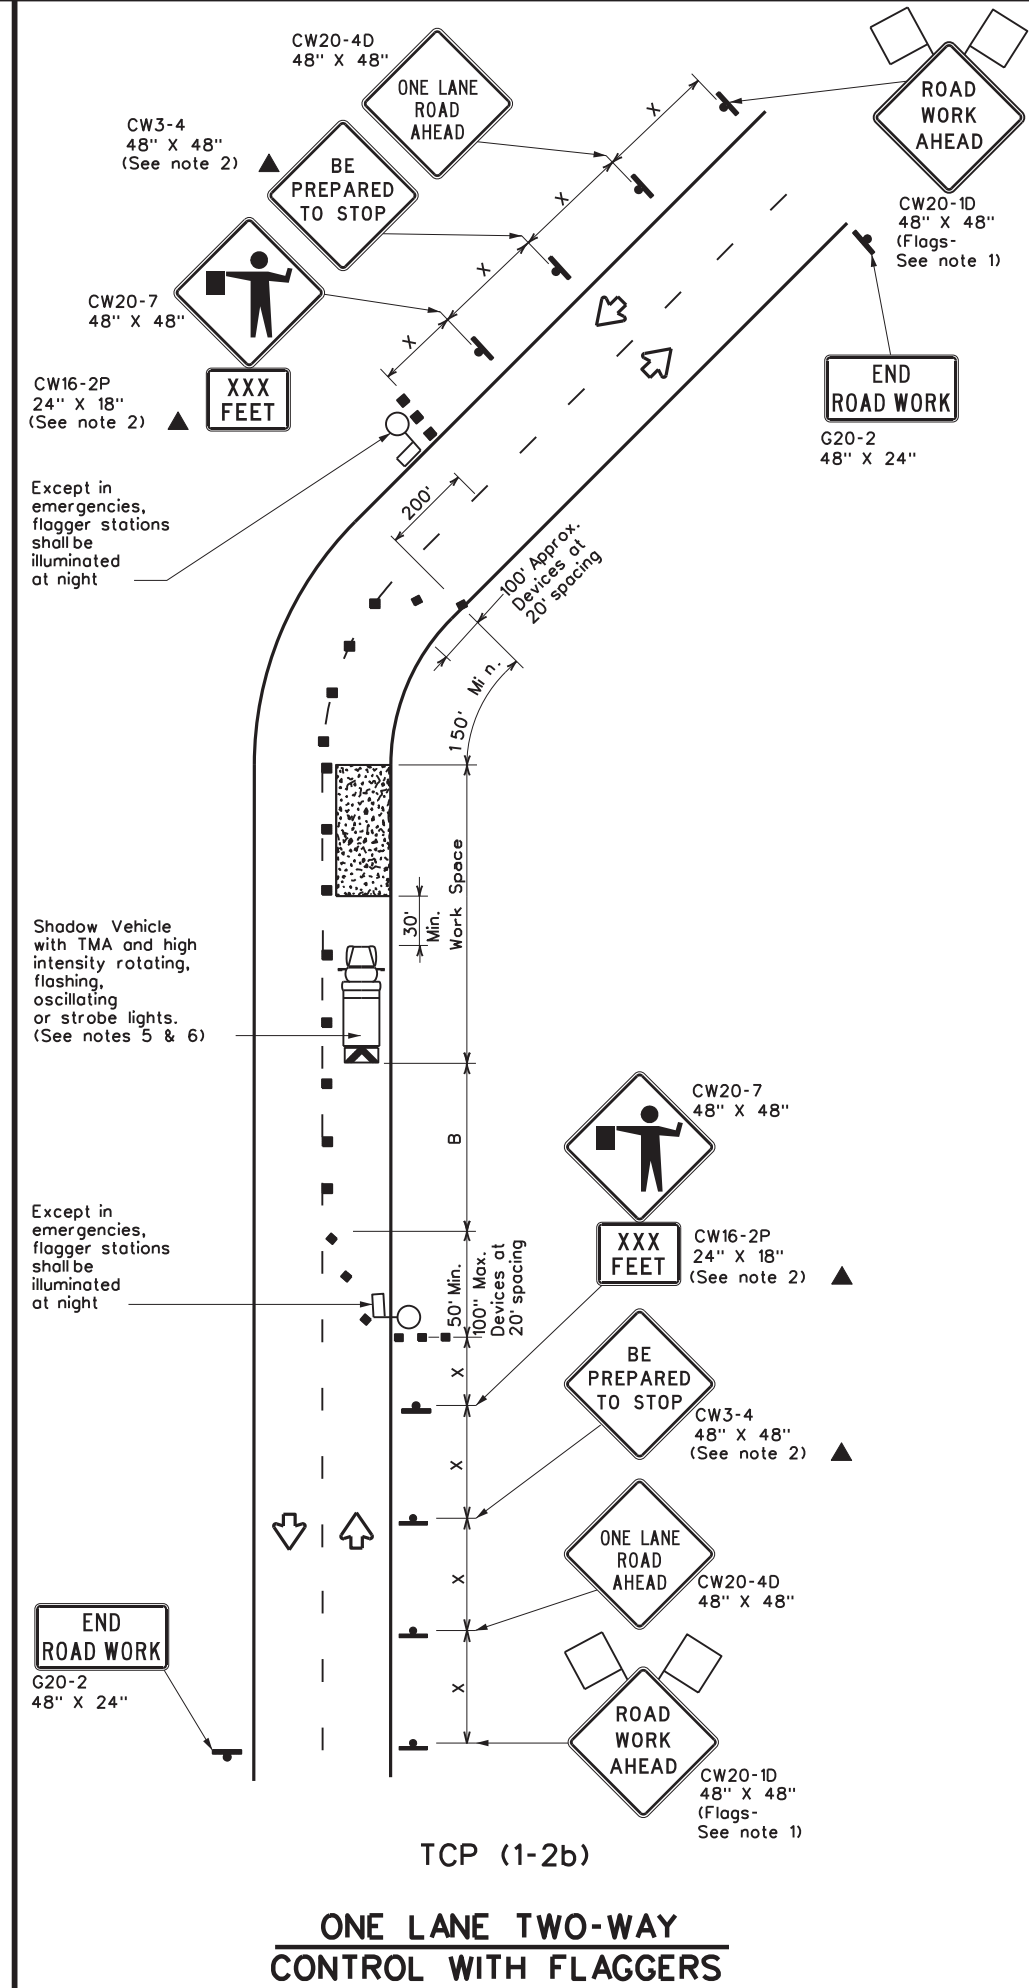 CW20-4D
48" X 48"
ONE LANE
ROAD
AHEAD
ROAD
WORK
AHEAD
CW20-1D
48" X 48"
(Flags-
See note 1)
CW3-4
48" X 48"
(See note 2)
BE
PREPARED
TO STOP
CW20-7
48" X 48"
CW16-2P
24" X 18"
(See note 2)
XXX
FEET
X
X
X
X
END
ROAD WORK
G20-2
48" X 24"
Except in
emergencies,
flagger stations
shall be
illuminated
at night
200'
100' Approx.
Devices at
20' spacing
150' Min.
Work Space
30'
Min.
Shadow Vehicle
with TMA and high
intensity rotating,
flashing,
oscillating
or strobe lights.
(See notes 5 & 6)
B
CW20-7
48" X 48"
XXX
FEET
CW16-2P
24" X 18"
(See note 2)
Except in
emergencies,
flagger stations
shall be
illuminated
at night
50' Min.
100" Max.
Devices at
20' spacing
X
X
X
X
BE
PREPARED
TO STOP
CW3-4
48" X 48"
(See note 2)
ONE LANE
ROAD
AHEAD
CW20-4D
48" X 48"
END
ROAD WORK
G20-2
48" X 24"
ROAD
WORK
AHEAD
CW20-1D
48" X 48"
(Flags-
See note 1)
TCP (1-2b)
ONE LANE TWO-WAY
CONTROL WITH FLAGGERS